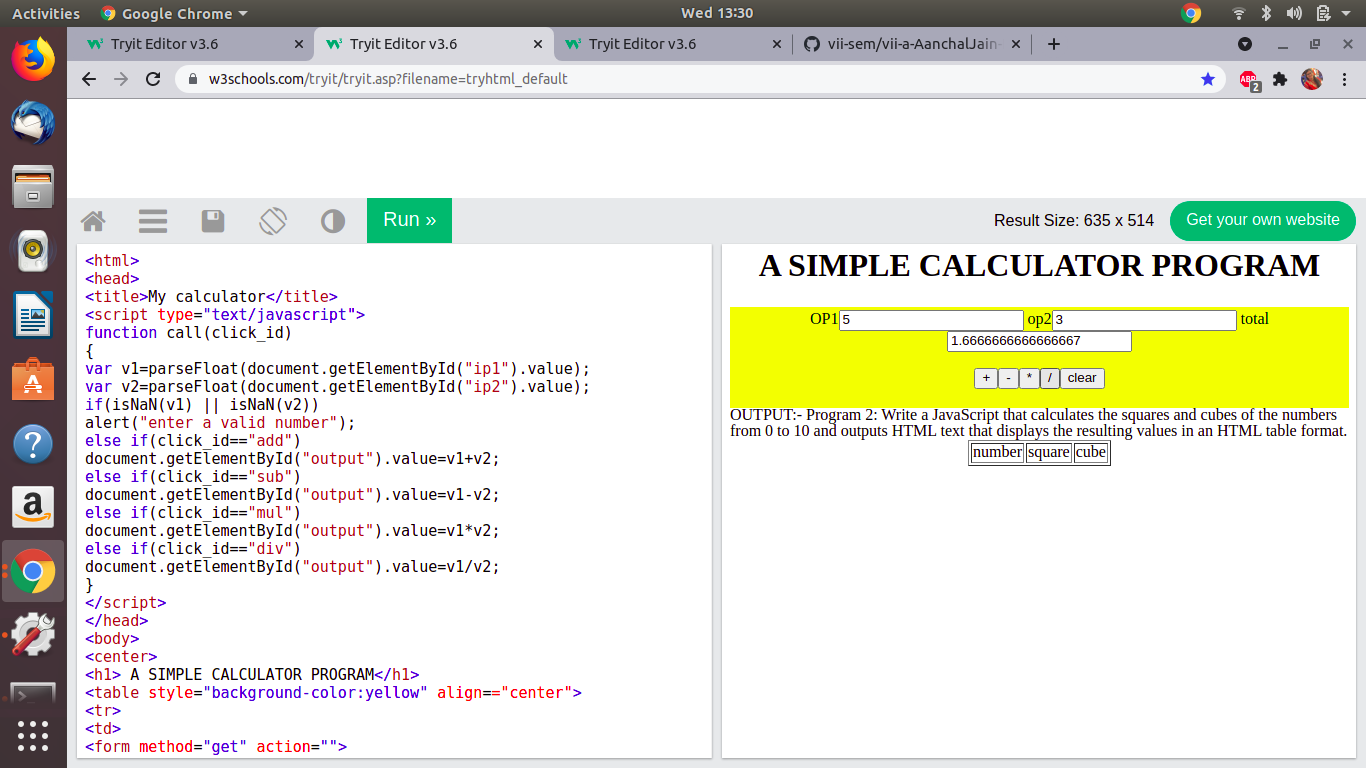 Activities Google Chrome Wed 13:30
Tryit Editor v3.6 Tryit Editor v3.6 Tryit Editor v3.6 vii-sem/vii-a-AanchalJain-
w3schools.com/tryit/tryit.asp?filename=tryhtml_default ABP 2
Run » Result Size: 635 x 514 Get your own website
<html>
<head>
<title>My calculator</title>
<script type="text/javascript">
function call(click_id)
{
var v1=parseFloat(document.getElementById("ip1").value);
var v2=parseFloat(document.getElementById("ip2").value);
if(isNaN(v1) || isNaN(v2))
alert("enter a valid number");
else if(click_id=="add")
document.getElementById("output").value=v1+v2;
else if(click_id=="sub")
document.getElementById("output").value=v1-v2;
else if(click_id=="mul")
document.getElementById("output").value=v1*v2;
else if(click_id=="div")
document.getElementById("output").value=v1/v2;
}
</script>
</head>
<body>
<center>
<h1> A SIMPLE CALCULATOR PROGRAM</h1>
<table style="background-color:yellow" align=="center">
<tr>
<td>
<form method="get" action="">
A SIMPLE CALCULATOR PROGRAM
OP1 5 op2 3 total
1.6666666666666667
+ - * / clear
OUTPUT:- Program 2: Write a JavaScript that calculates the squares and cubes of the numbers
from 0 to 10 and outputs HTML text that displays the resulting values in an HTML table format.
number square cube